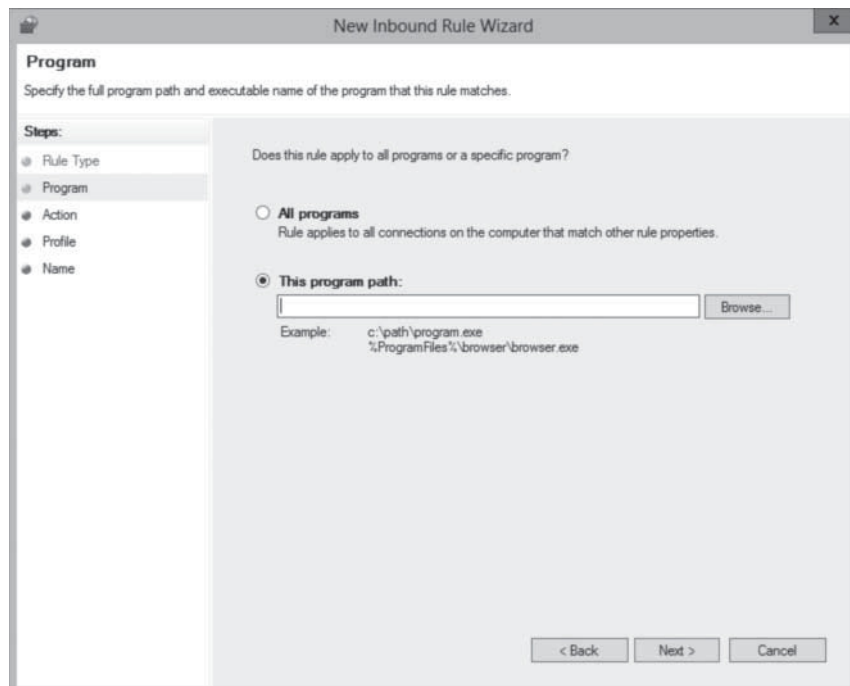 New Inbound Rule Wizard
x
Program
Specify the full program path and executable name of the program that this rule matches.
Steps:
Rule Type
Program
Action
Profile
Name
Does this rule apply to all programs or a specific program?
All programs
Rule applies to all connections on the computer that match other rule properties.
This program path:
Browse...
Example: c:\path\program.exe
%ProgramFiles%\browser\browser.exe
< Back Next > Cancel